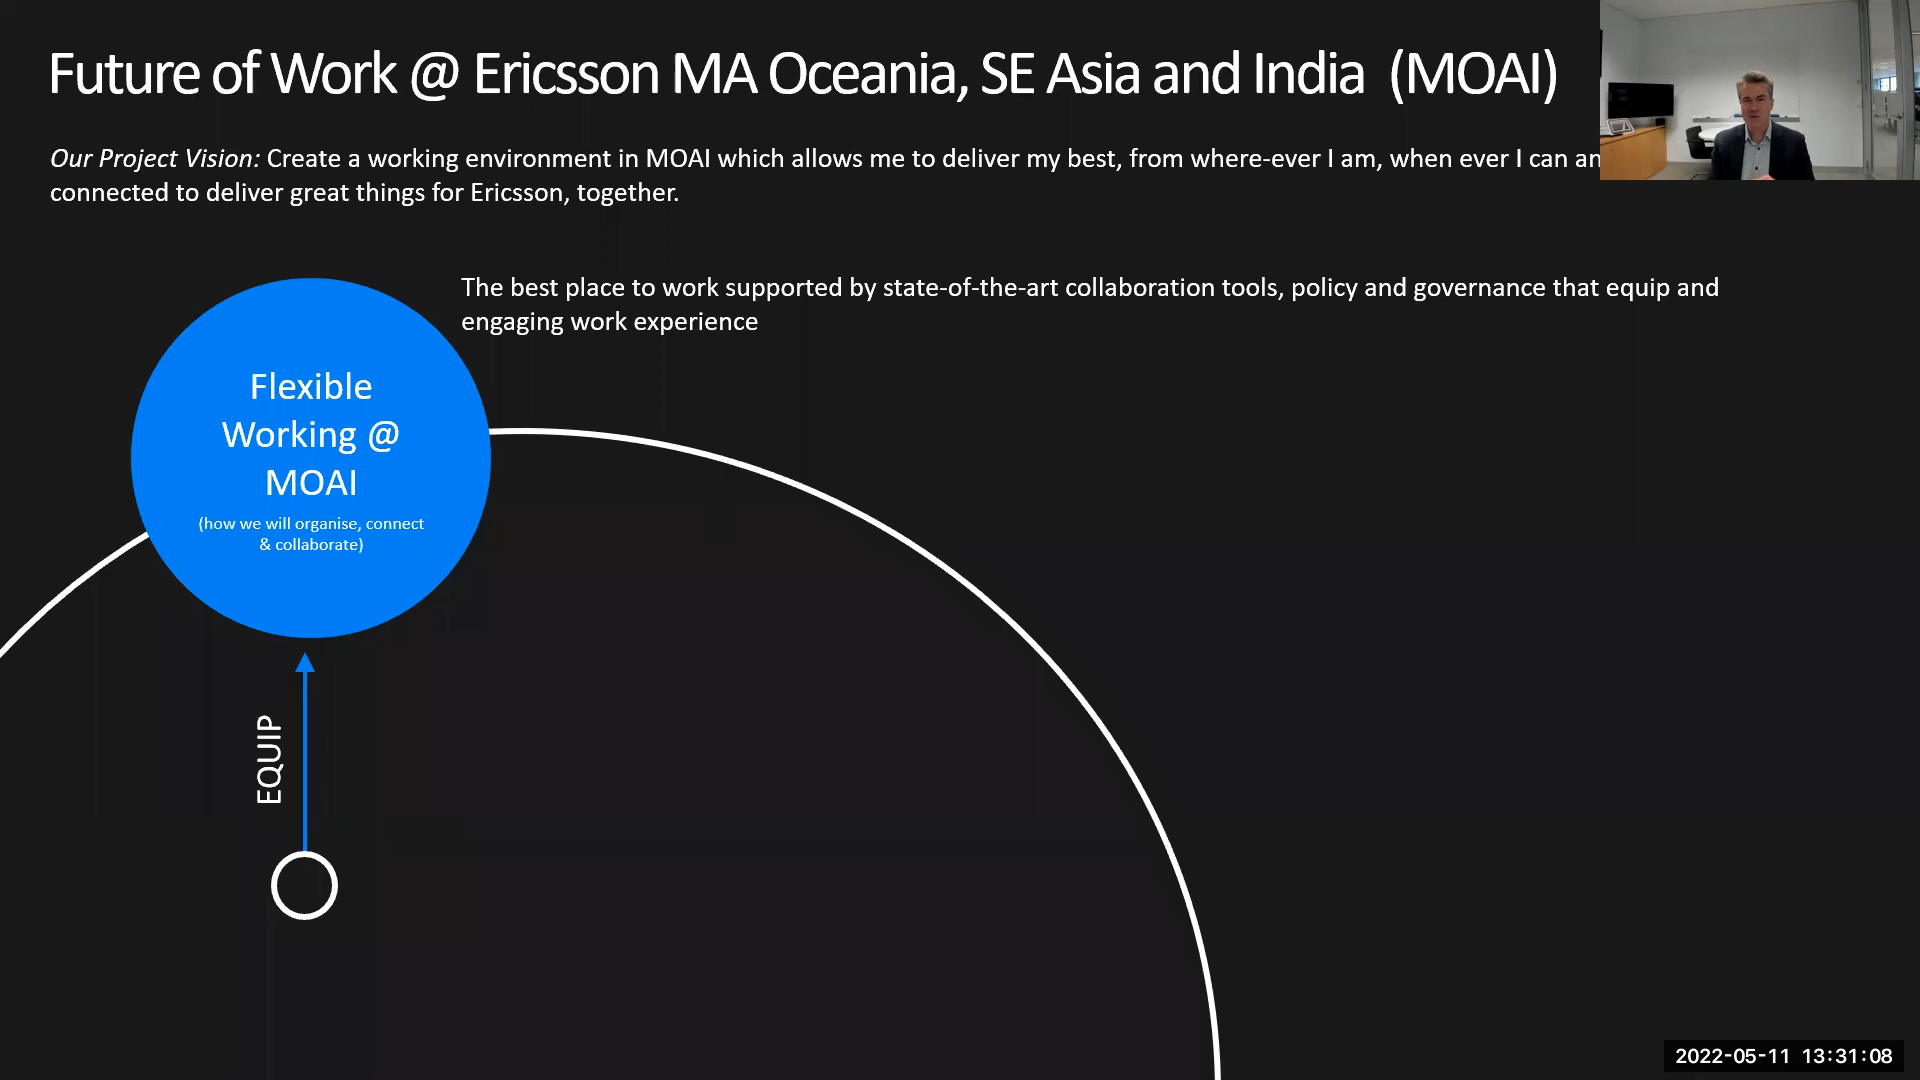 Future of Work @ Ericsson MA Oceania, SE Asia and India (MOAI)
Our Project Vision: Create a working environment in MOAI which allows me to deliver my best, from where-ever I am, when ever I can
connected to deliver great things for Ericsson, together.
The best place to work supported by state-of-the-art collaboration tools, policy and governance that equip and
engaging work experience
Flexible
Working @
MOAI
(how we will organise, connect
& collaborate)
EQUIP
2022-05-11 13:31:08